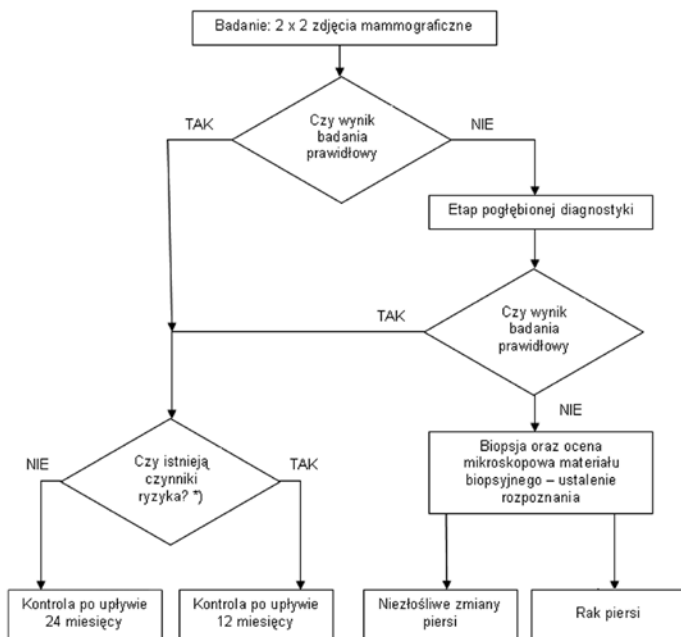 Badanie: 2 x 2 zdjęcia mammograficzne
TAK
Czy wynik
badania
prawidłowy
NIE
Etap pogłębionej diagnostyki
TAK
Czy wynik
badania
prawidłowy
NIE
NIE
Czy istnieją
czynniki
ryzyka? *)
TAK
Biopsja oraz ocena
mikroskopowa materiału
biopsyjnego – ustalenie
rozpoznania
Kontrola po upływie
24 miesięcy
Kontrola po upływie
12 miesięcy
Niezłośliwe zmiany
piersi
Rak piersi